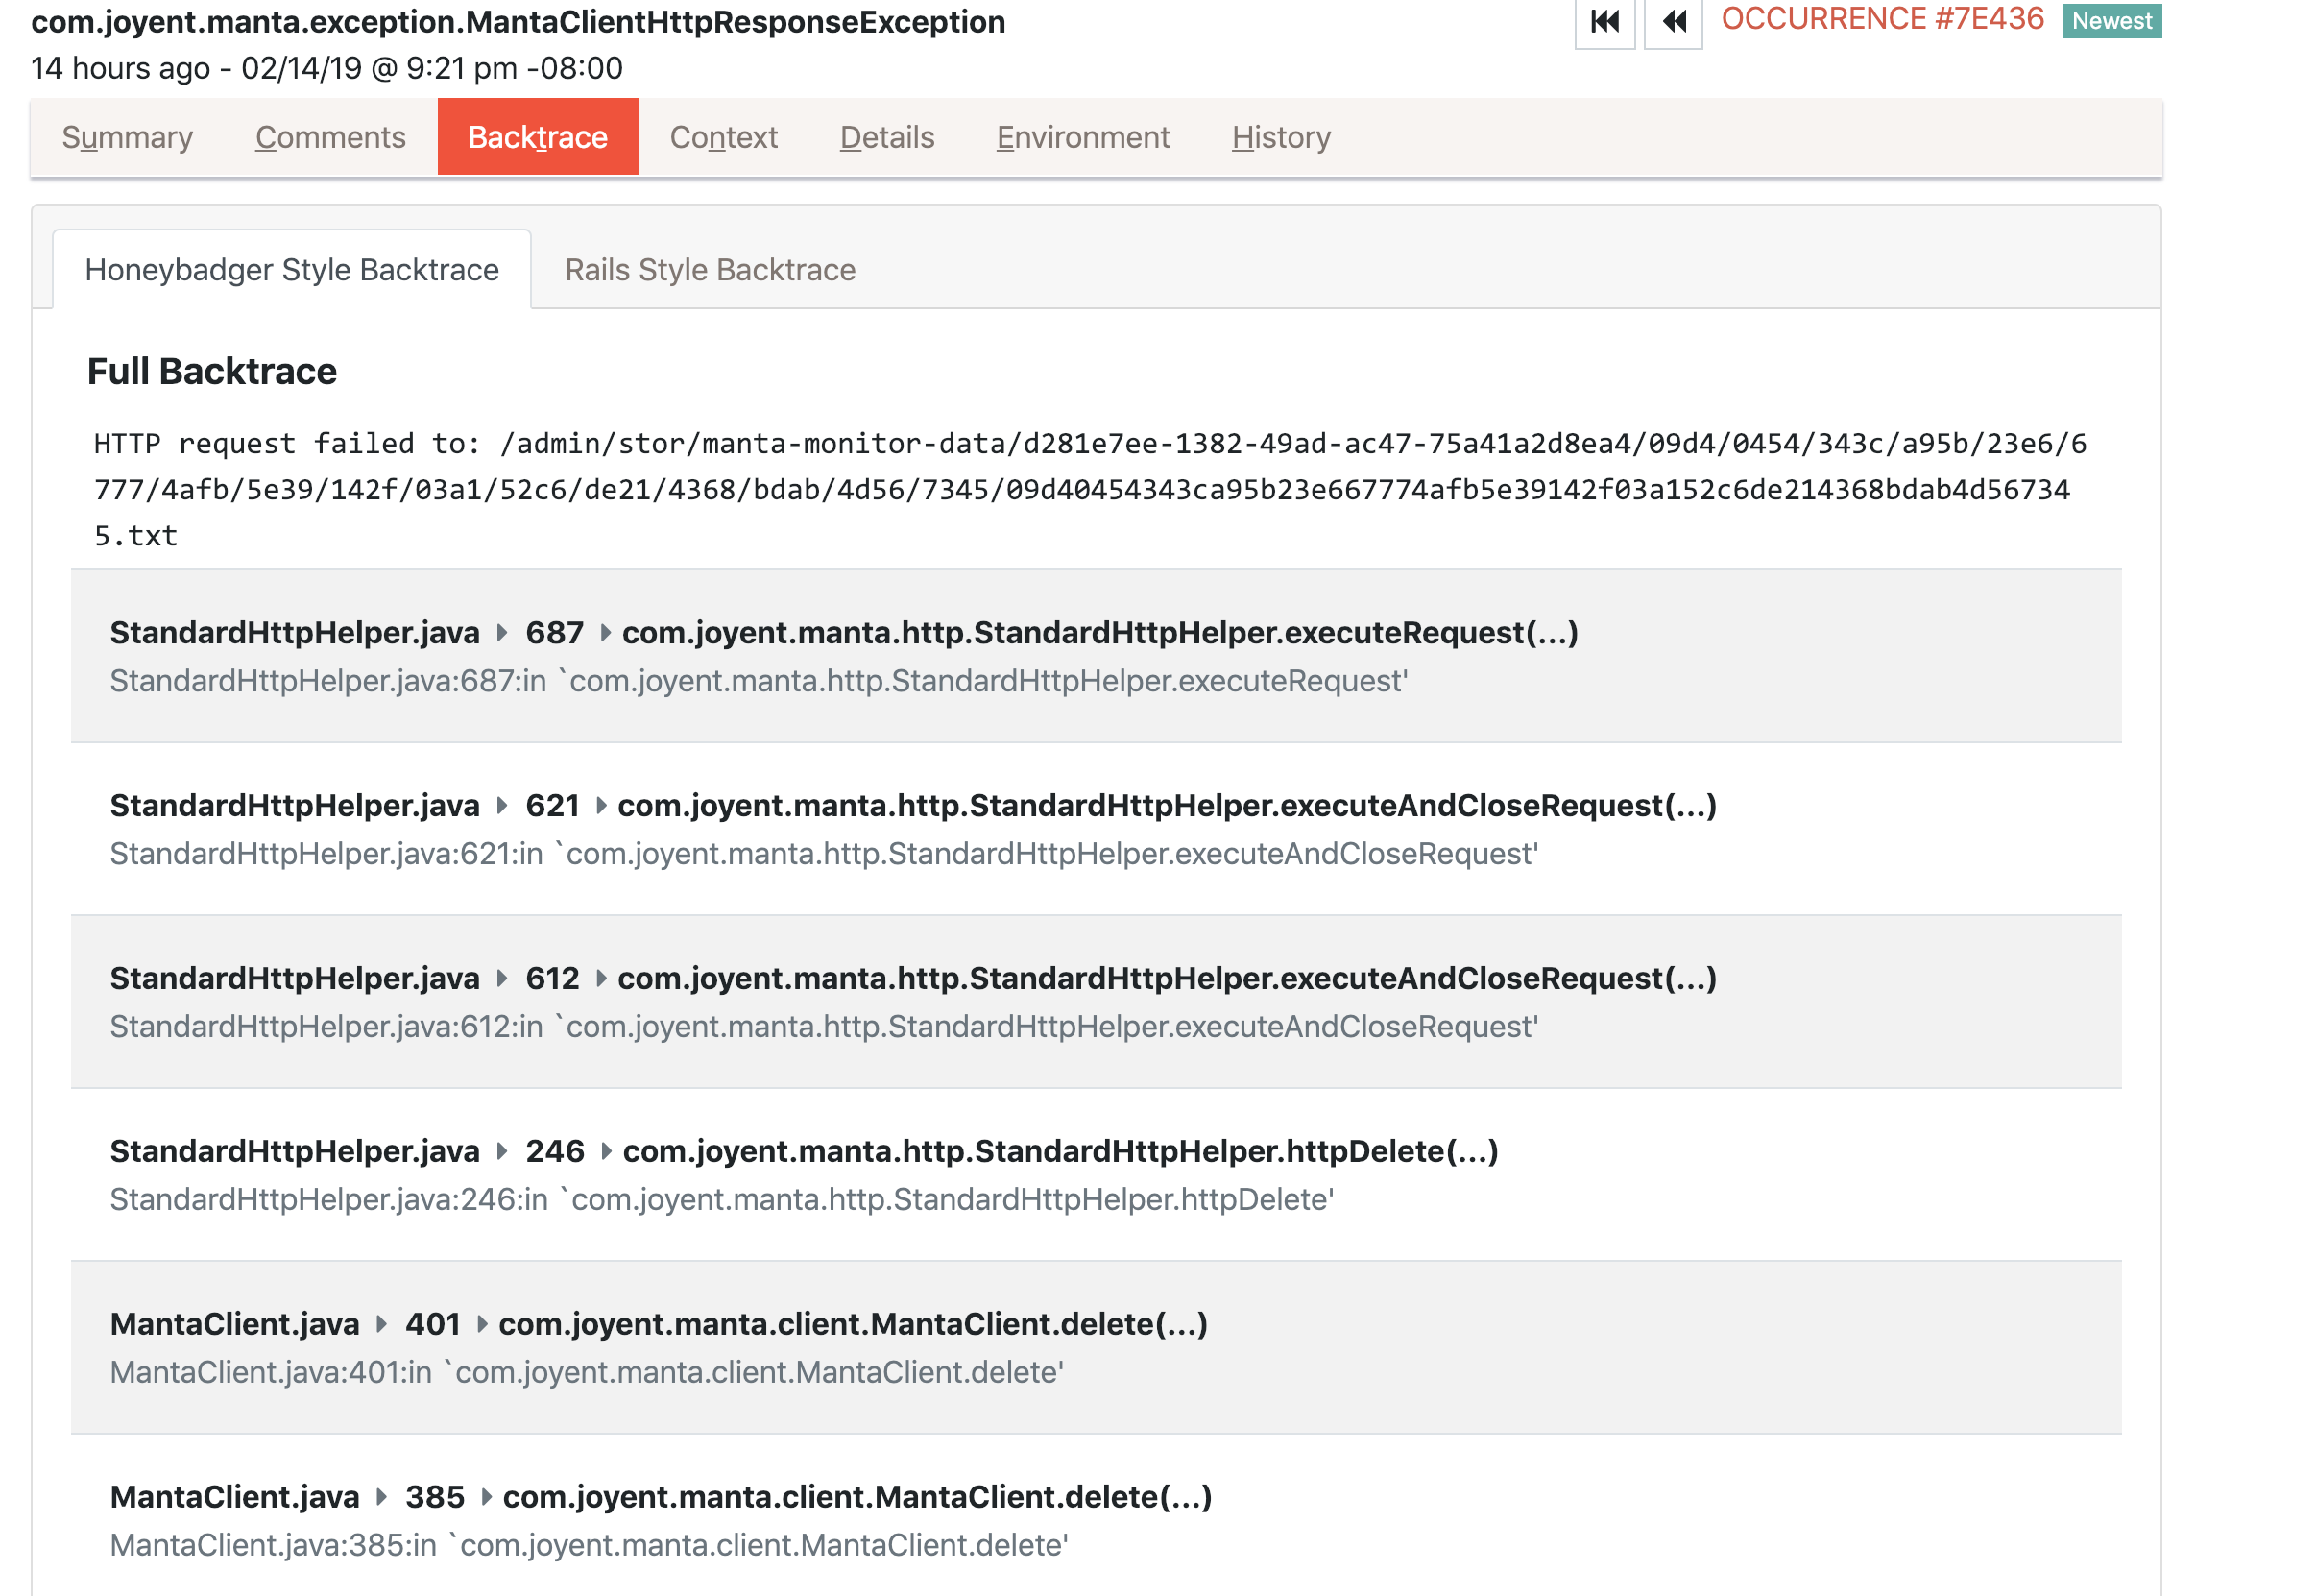 com.joyent.manta.exception.MantaClientHttpResponseException
OCCURRENCE #7E436 Newest
14 hours ago - 02/14/19 @ 9:21 pm -08:00
Summary Comments Backtrace Context Details Environment History
Honeybadger Style Backtrace Rails Style Backtrace
Full Backtrace
HTTP request failed to: /admin/stor/manta-monitor-data/d281e7ee-1382-49ad-ac47-75a41a2d8ea4/09d4/0454/343c/a95b/23e6/6
777/4afb/5e39/142f/03a1/52c6/de21/4368/bdab/4d56/7345/09d40454343ca95b23e667774afb5e39142f03a152c6de214368bdab4d56734
5.txt
StandardHttpHelper.java 687 com.joyent.manta.http.StandardHttpHelper.executeRequest(...)
StandardHttpHelper.java:687:in `com.joyent.manta.http.StandardHttpHelper.executeRequest'
StandardHttpHelper.java 621 com.joyent.manta.http.StandardHttpHelper.executeAndCloseRequest(...)
StandardHttpHelper.java:621:in `com.joyent.manta.http.StandardHttpHelper.executeAndCloseRequest'
StandardHttpHelper.java 612 com.joyent.manta.http.StandardHttpHelper.executeAndCloseRequest(...)
StandardHttpHelper.java:612:in `com.joyent.manta.http.StandardHttpHelper.executeAndCloseRequest'
StandardHttpHelper.java 246 com.joyent.manta.http.StandardHttpHelper.httpDelete(...)
StandardHttpHelper.java:246:in `com.joyent.manta.http.StandardHttpHelper.httpDelete'
MantaClient.java 401 com.joyent.manta.client.MantaClient.delete(...)
MantaClient.java:401:in `com.joyent.manta.client.MantaClient.delete'
MantaClient.java 385 com.joyent.manta.client.MantaClient.delete(...)
MantaClient.java:385:in `com.joyent.manta.client.MantaClient.delete'